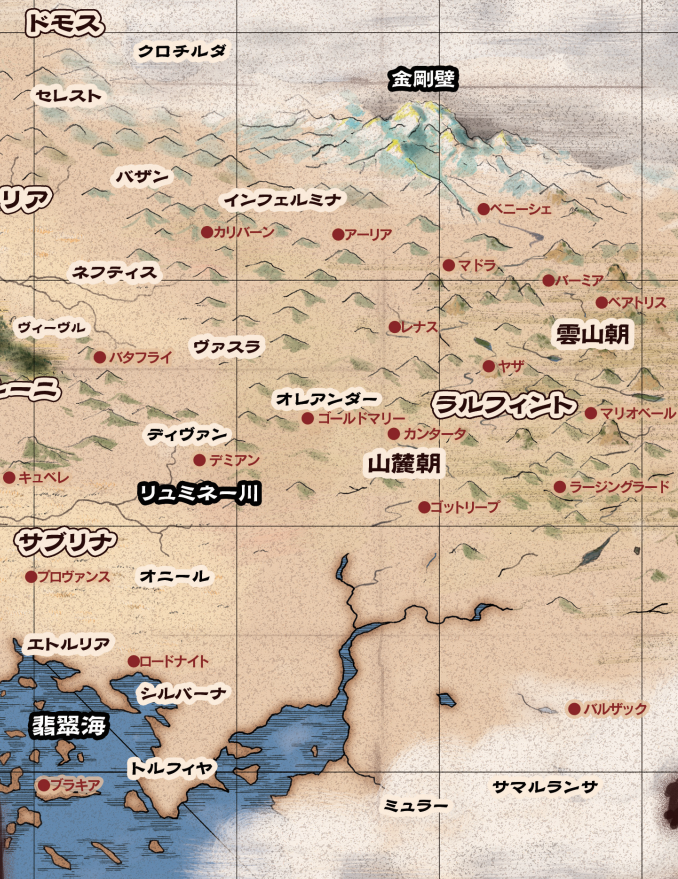 ドモス
クロチルダ
金剛壁
セレスト
バザン
リア
インフェルミナ
ベニーシェ
カリバーン
アーリア
マドラ
ネフティス
バーミア
ベアトリス
ヴィーヴル
レナス
雲山朝
バタフライ
ヴァスラ
ヤザ
ーニ
オレアンダー
ラルフィント
マリオベール
ゴールドマリー
ディヴァン
カンタータ
デミアン
山麓朝
キュベレ
リュミネー川
ラージングラード
ゴットリープ
サブリナ
プロヴァンス
オニール
エトルリア
ロードナイト
シルバーナ
バルザック
翡翠海
トルフィヤ
ブラキア
サマルランサ
ミュラー